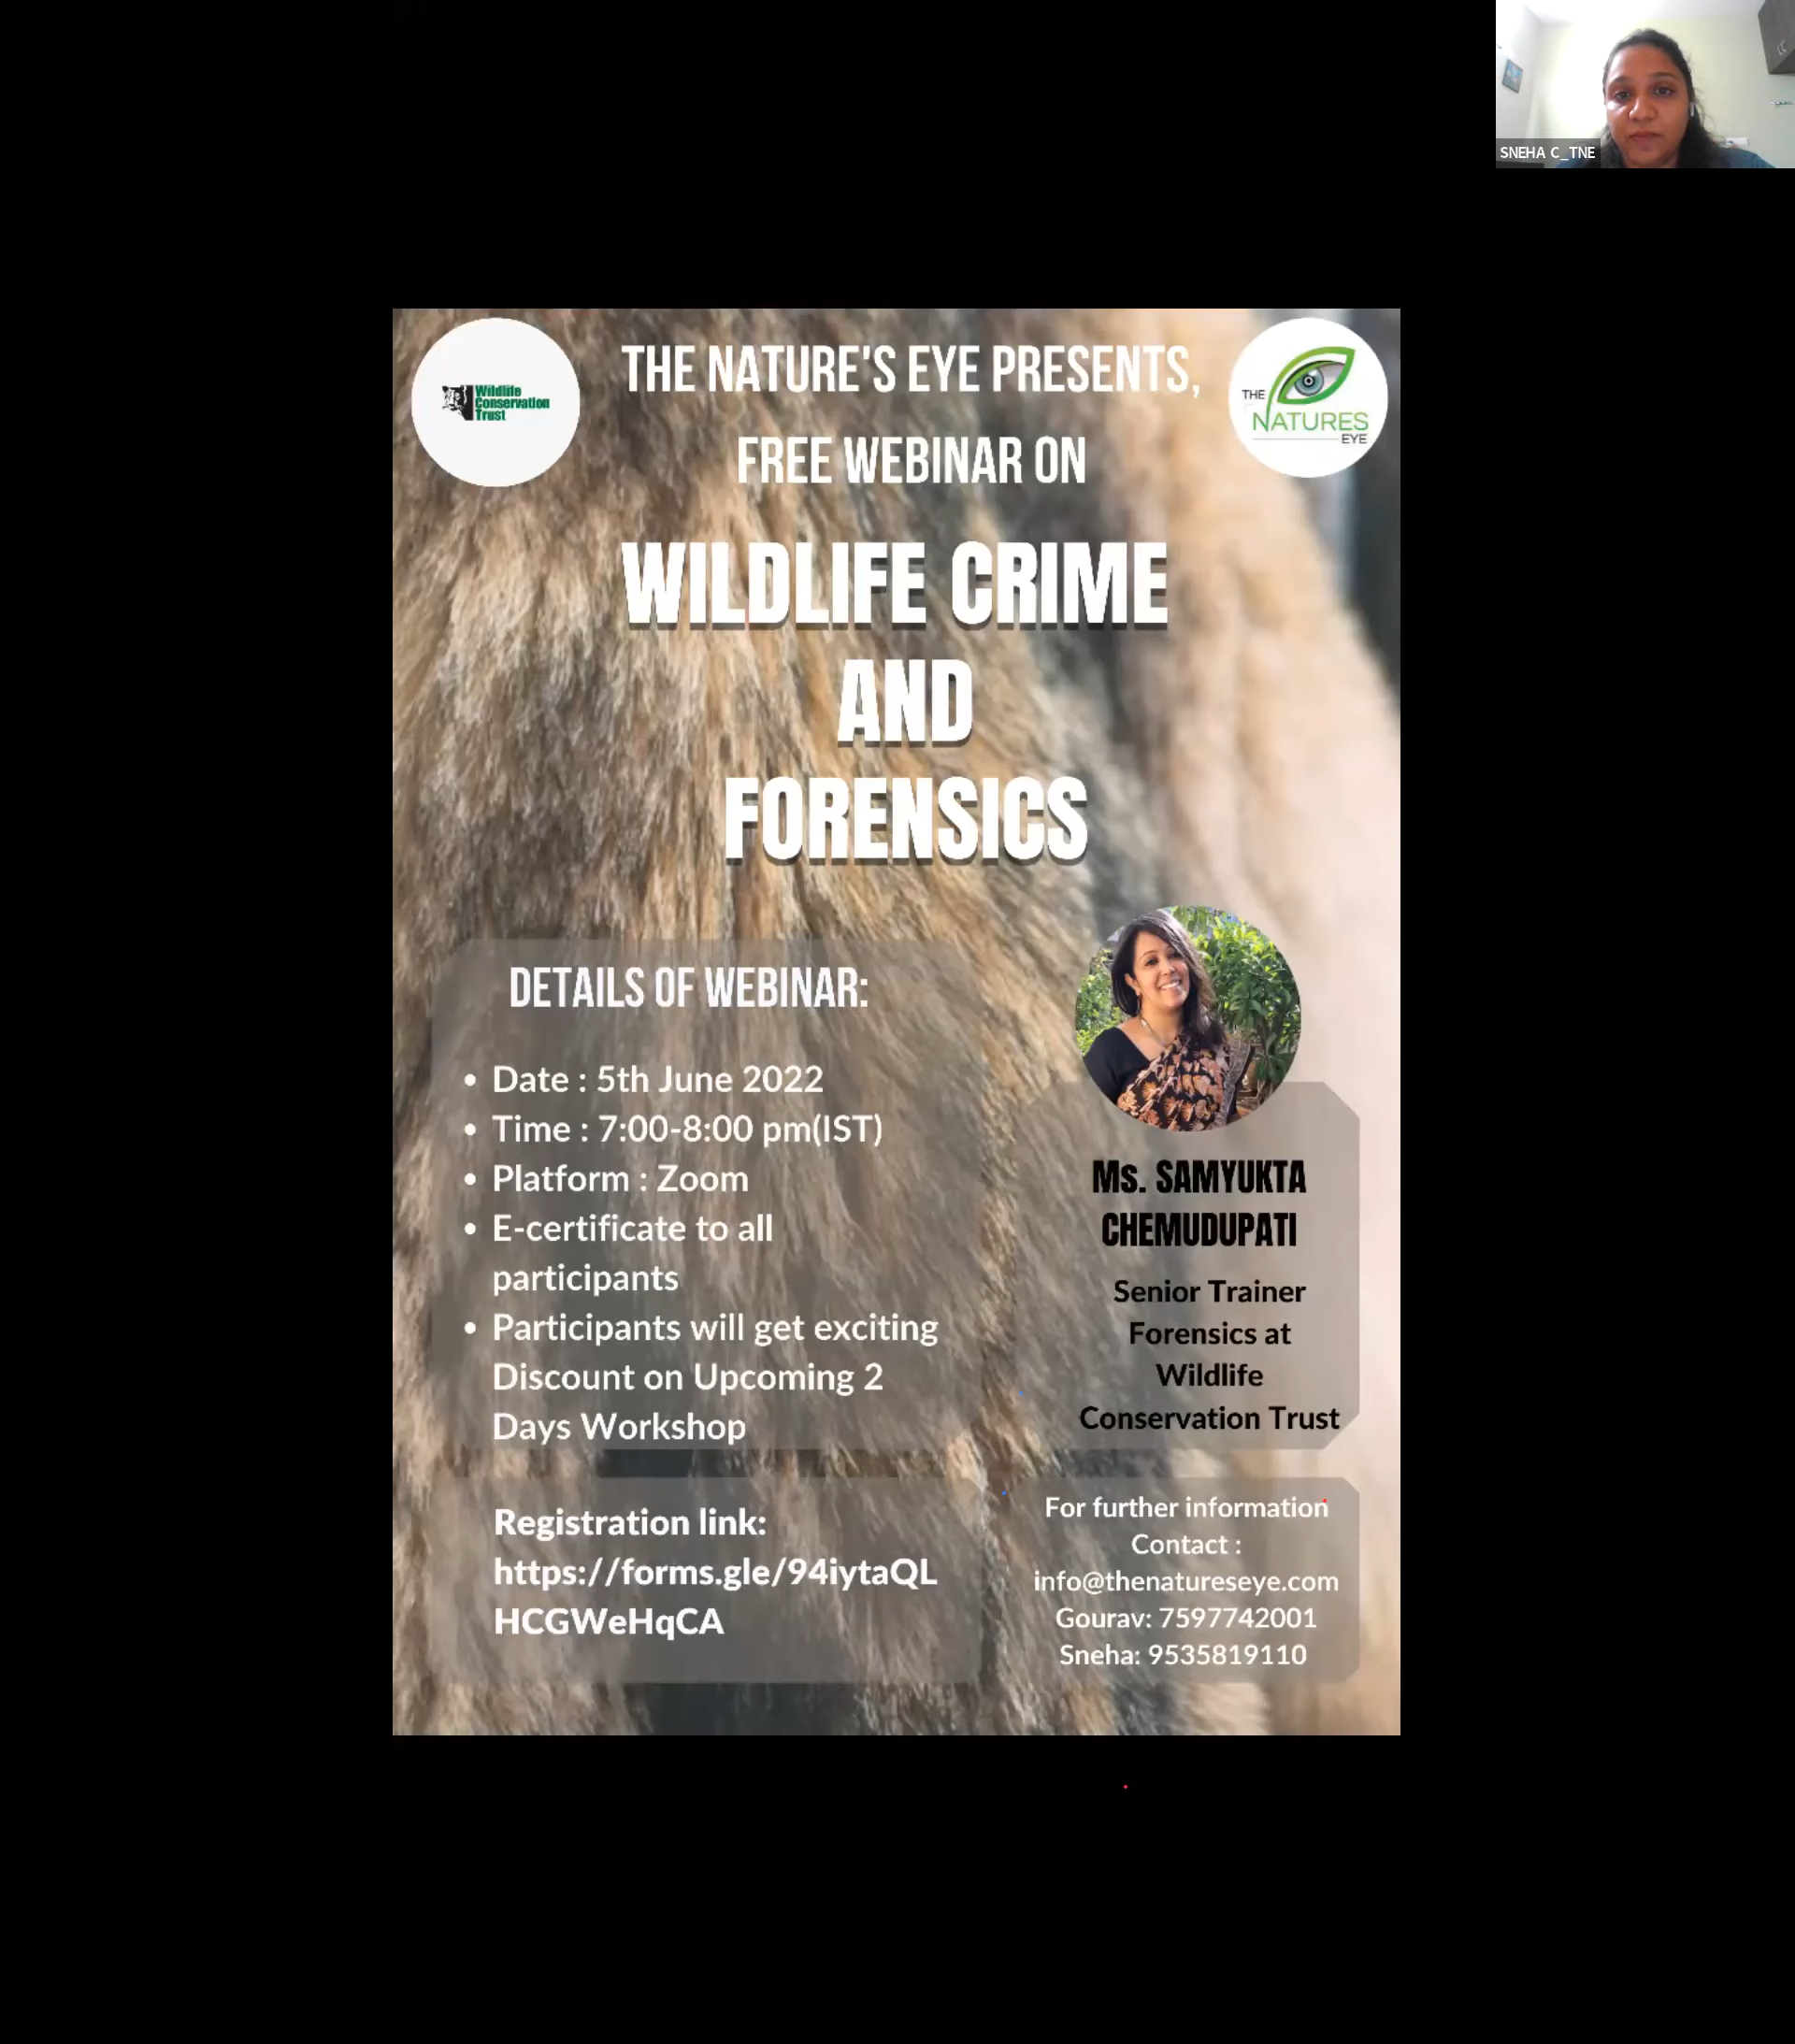 SNEHA C_TNE
Wildlife
Conservation
Trust
THE NATURE'S EYE PRESENTS,
THE
NATURES
EYE
FREE WEBINAR ON
WILDLIFE CRIME
AND
FORENSICS
DETAILS OF WEBINAR:
• Date : 5th June 2022
• Time : 7:00-8:00 pm(IST)
• Platform : Zoom
• E-certificate to all
participants
• Participants will get exciting
Discount on Upcoming 2
Days Workshop
Ms. SAMYUKTA
CHEMUDUPATI
Senior Trainer
Forensics at
Wildlife
Conservation Trust
Registration link:
https://forms.gle/94iytaQL
HCGWeHqCA
For further information
Contact :
info@thenatureseye.com
Gourav: 7597742001
Sneha: 9535819110